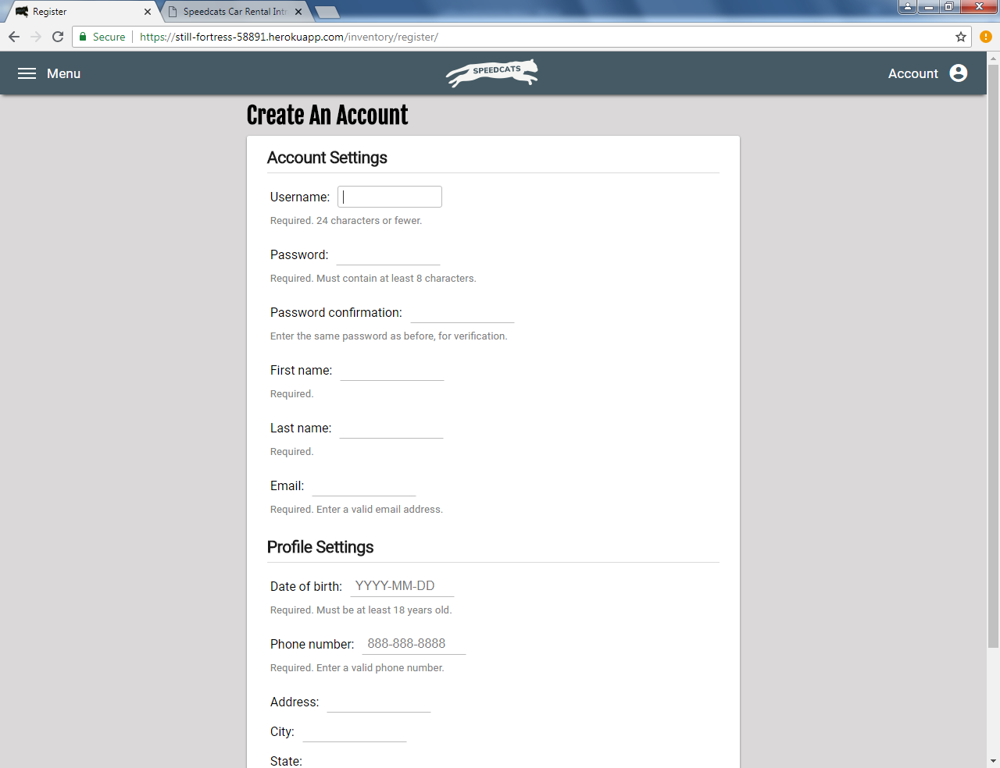 Register
Speedcats Car Rental Intr
Secure
https://still-fortress-58891.herokuapp.com/inventory/register/
Menu
SPEEDCATS
Account
Create An Account
Account Settings
Username:
Required. 24 characters or fewer.
Password:
Required. Must contain at least 8 characters.
Password confirmation:
Enter the same password as before, for verification.
First name:
Required.
Last name:
Required.
Email:
Required. Enter a valid email address.
Profile Settings
Date of birth: YYYY-MM-DD
Required. Must be at least 18 years old.
Phone number: 888-888-8888
Required. Enter a valid phone number.
Address:
City:
State: